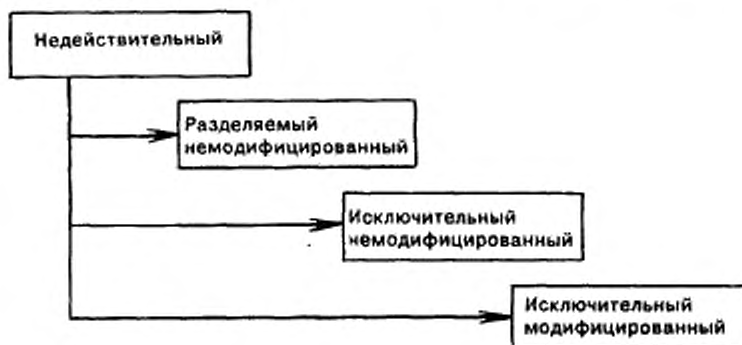 Недействительный
Разделяемый
немодифицированный
Исключительный
немодифицированный
Исключительный
модифицированный